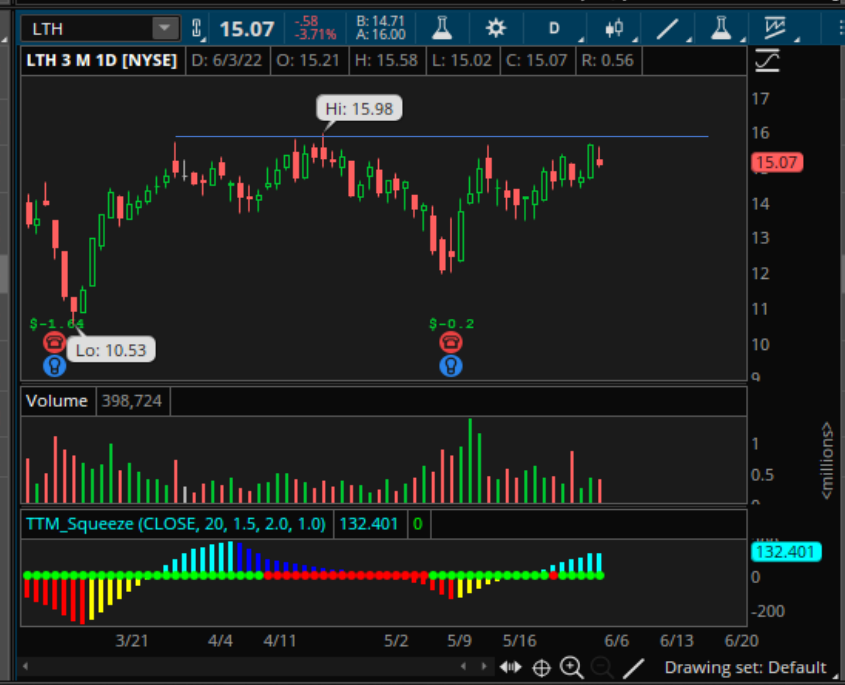 LTH 15.07 -.58 -3.71% B: 14.71 A: 16.00 D
LTH 3 M 1D [NYSE] D: 6/3/22 O: 15.21 H: 15.58 L: 15.02 C: 15.07 R: 0.56
17
Hi: 15.98
16
15.07
14
13
12
11
$-1.64 $-0.2
10
Lo: 10.53
9
Volume 398,724
1
0.5
<millions>
TTM_Squeeze (CLOSE, 20, 1.5, 2.0, 1.0) 132.401 0
132.401
0
-200
3/21 4/4 4/11 5/2 5/9 5/16 6/6 6/13 6/20
Drawing set: Default